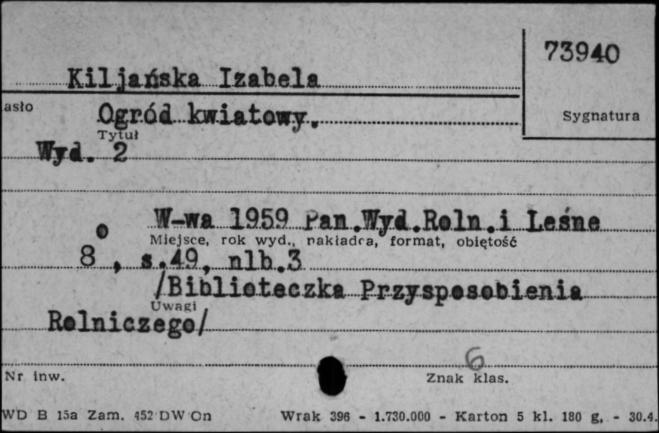 73940
Kiljańska Izabela
asło
Ogród kwiatowy.
Sygnatura
Tytuł
Wyd. 2
W-wa 1959 Pan.Wyd.Roln.i Leśne
Miejsce, rok wyd., nakładca, format, objętość
8°, s.49, nlb.3
/Biblioteczka Przysposobienia
Uwagi
Rolniczego/
6
Nr inw.
Znak klas.
WD B 15a Zam. 452 DW On Wrak 396 - 1.730.000 - Karton 5 kl. 180 g. - 30.4.